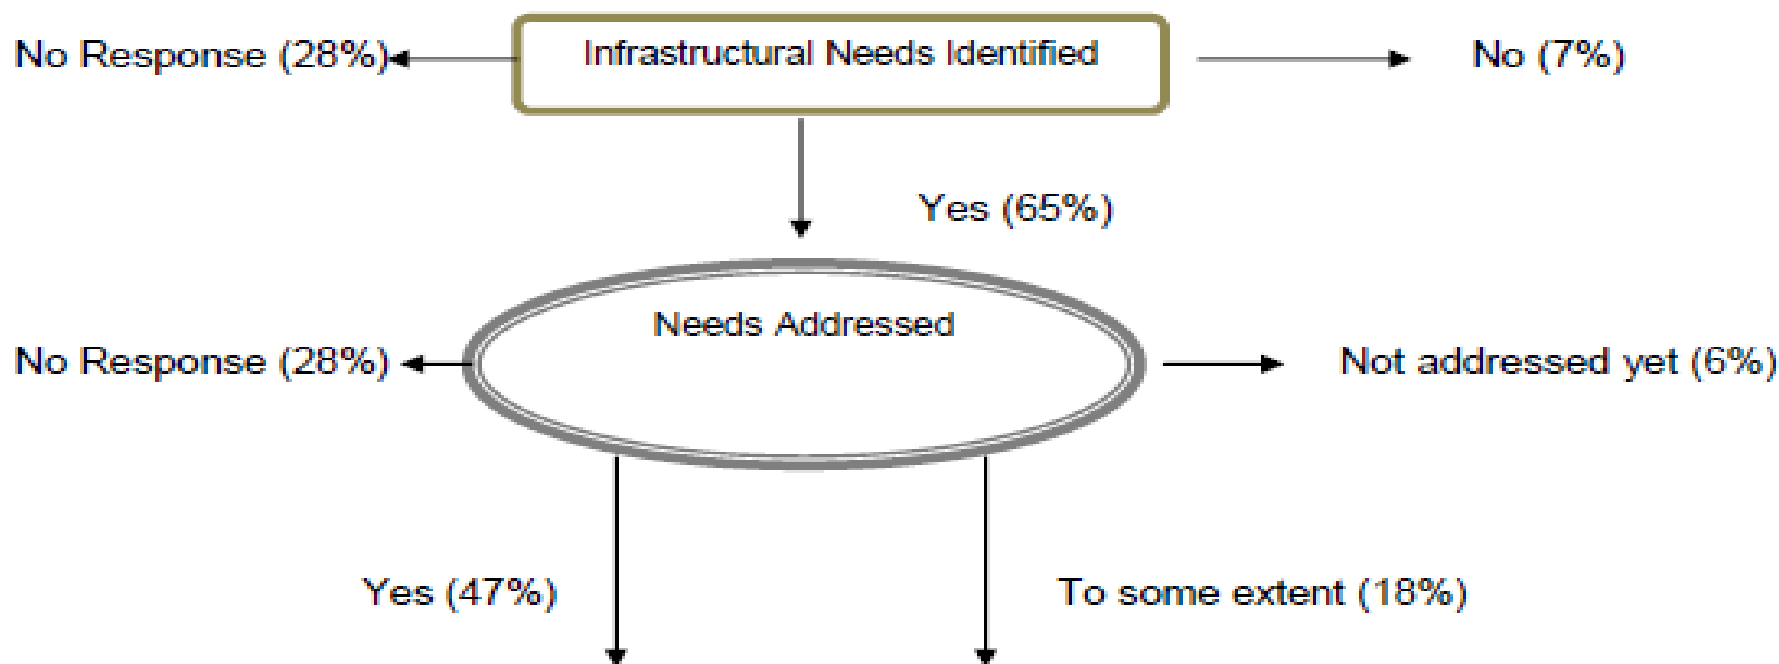 No Response (28%)
Infrastructural Needs Identified
No (7%)
Yes (65%)
Needs Addressed
No Response (28%)
Not addressed yet (6%)
Yes (47%)
To some extent (18%)